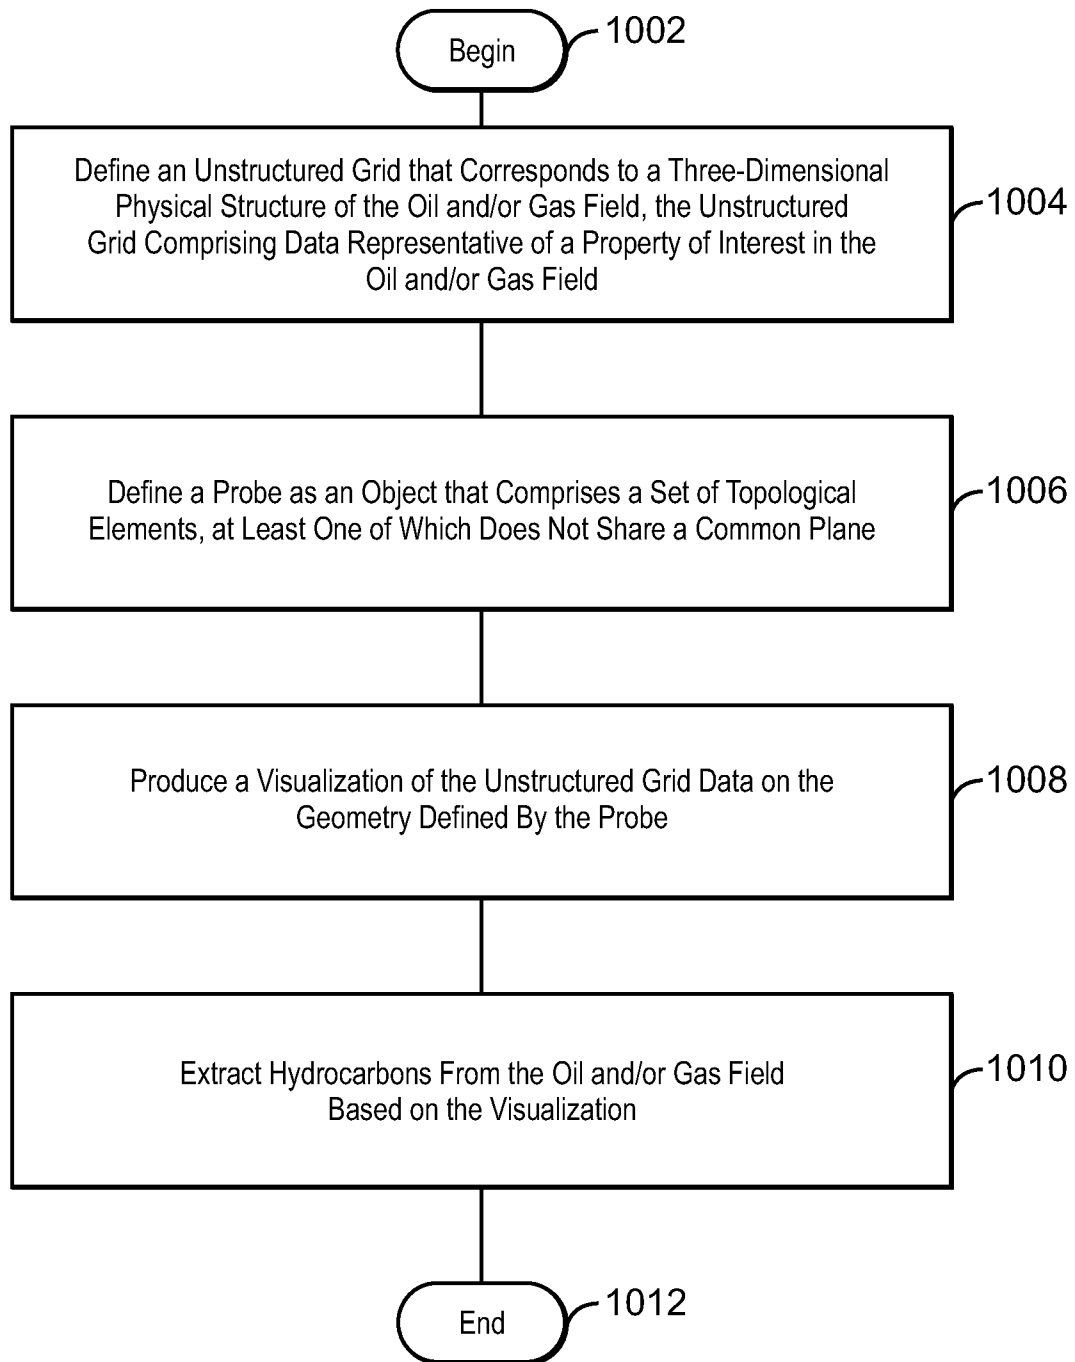 Begin
1002
Define an Unstructured Grid that Corresponds to a Three-Dimensional
Physical Structure of the Oil and/or Gas Field, the Unstructured
Grid Comprising Data Representative of a Property of Interest in the
Oil and/or Gas Field
1004
Define a Probe as an Object that Comprises a Set of Topological
Elements, at Least One of Which Does Not Share a Common Plane
1006
Produce a Visualization of the Unstructured Grid Data on the
Geometry Defined By the Probe
1008
Extract Hydrocarbons From the Oil and/or Gas Field
Based on the Visualization
1010
End
1012